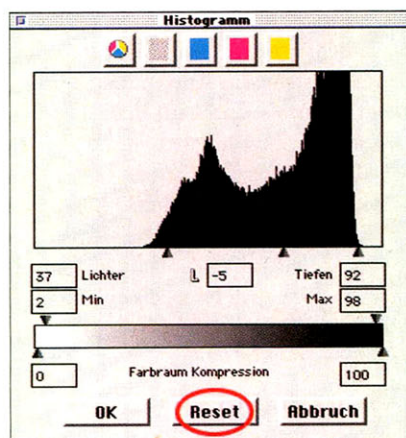 Histogramm
37 Lichter L -5 Tiefen 92
2 Min Max 98
0 Farbraum Kompression 100
OK Reset Abbruch